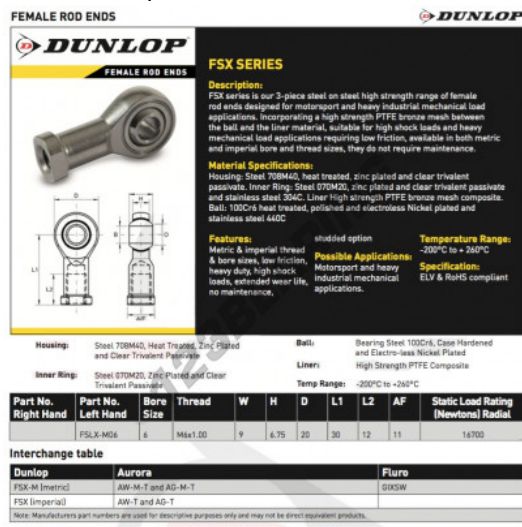 FEMALE ROD ENDS
DUNLOP
DUNLOP
FEMALE ROD ENDS
FSX SERIES
Description:
FSX series is our 3-piece steel on steel high strength range of female
rod ends designed for motorsport and heavy industrial mechanical load
applications. Incorporating a high strength PTFE bronze mesh between
the ball and the liner material, suitable for high shock loads and heavy
mechanical load applications requiring low friction, available in both metric
and imperial bore and thread sizes, they do not require maintenance.
Material Specifications:
Housing: Steel 708M40, heat treated, zinc plated and clear trivalent
passivate. Inner Ring: Steel 070M20, zinc plated and clear trivalent passivate
and stainless steel 304C. Liner High strength PTFE bronze mesh composite.
Ball: 100Cr6 heat treated, polished and electroless Nickel plated and
stainless steel 440C
Features:
Metric & imperial thread
& bore sizes, low friction,
heavy duty, high shock
loads, extended wear life,
no maintenance,
studded option
Possible Applications:
Motorsport and heavy
industrial mechanical
applications.
Temperature Range:
-200°C to + 260°C
Specification:
ELV & RoHS compliant
L1
L2
AF
Housing: Steel 708M40, Heat Treated, Zinc Plated
and Clear Trivalent Passivate
Inner Ring: Steel 070M20, Zinc Plated and Clear
Trivalent Passivate
Ball: Bearing Steel 100Cr6, Case Hardened
and Electro-less Nickel Plated
Liner: High Strength PTFE Composite
Temp Range: -200°C to +260°C
Part No. Right Hand Part No. Left Hand Bore Size Thread W H D L1 L2 AF Static Load Rating (Newtons) Radial
FSLX-M06 6 M6x1.00 9 6.75 20 30 12 11 16700
Interchange table
Dunlop Aurora Fluro
FSX-M (metric) AW-M-T and AG-M-T GIXSW
FSX (imperial) AW-T and AG-T
Note: Manufacturers part numbers are used for descriptive purposes only and may not be direct equivalent products.